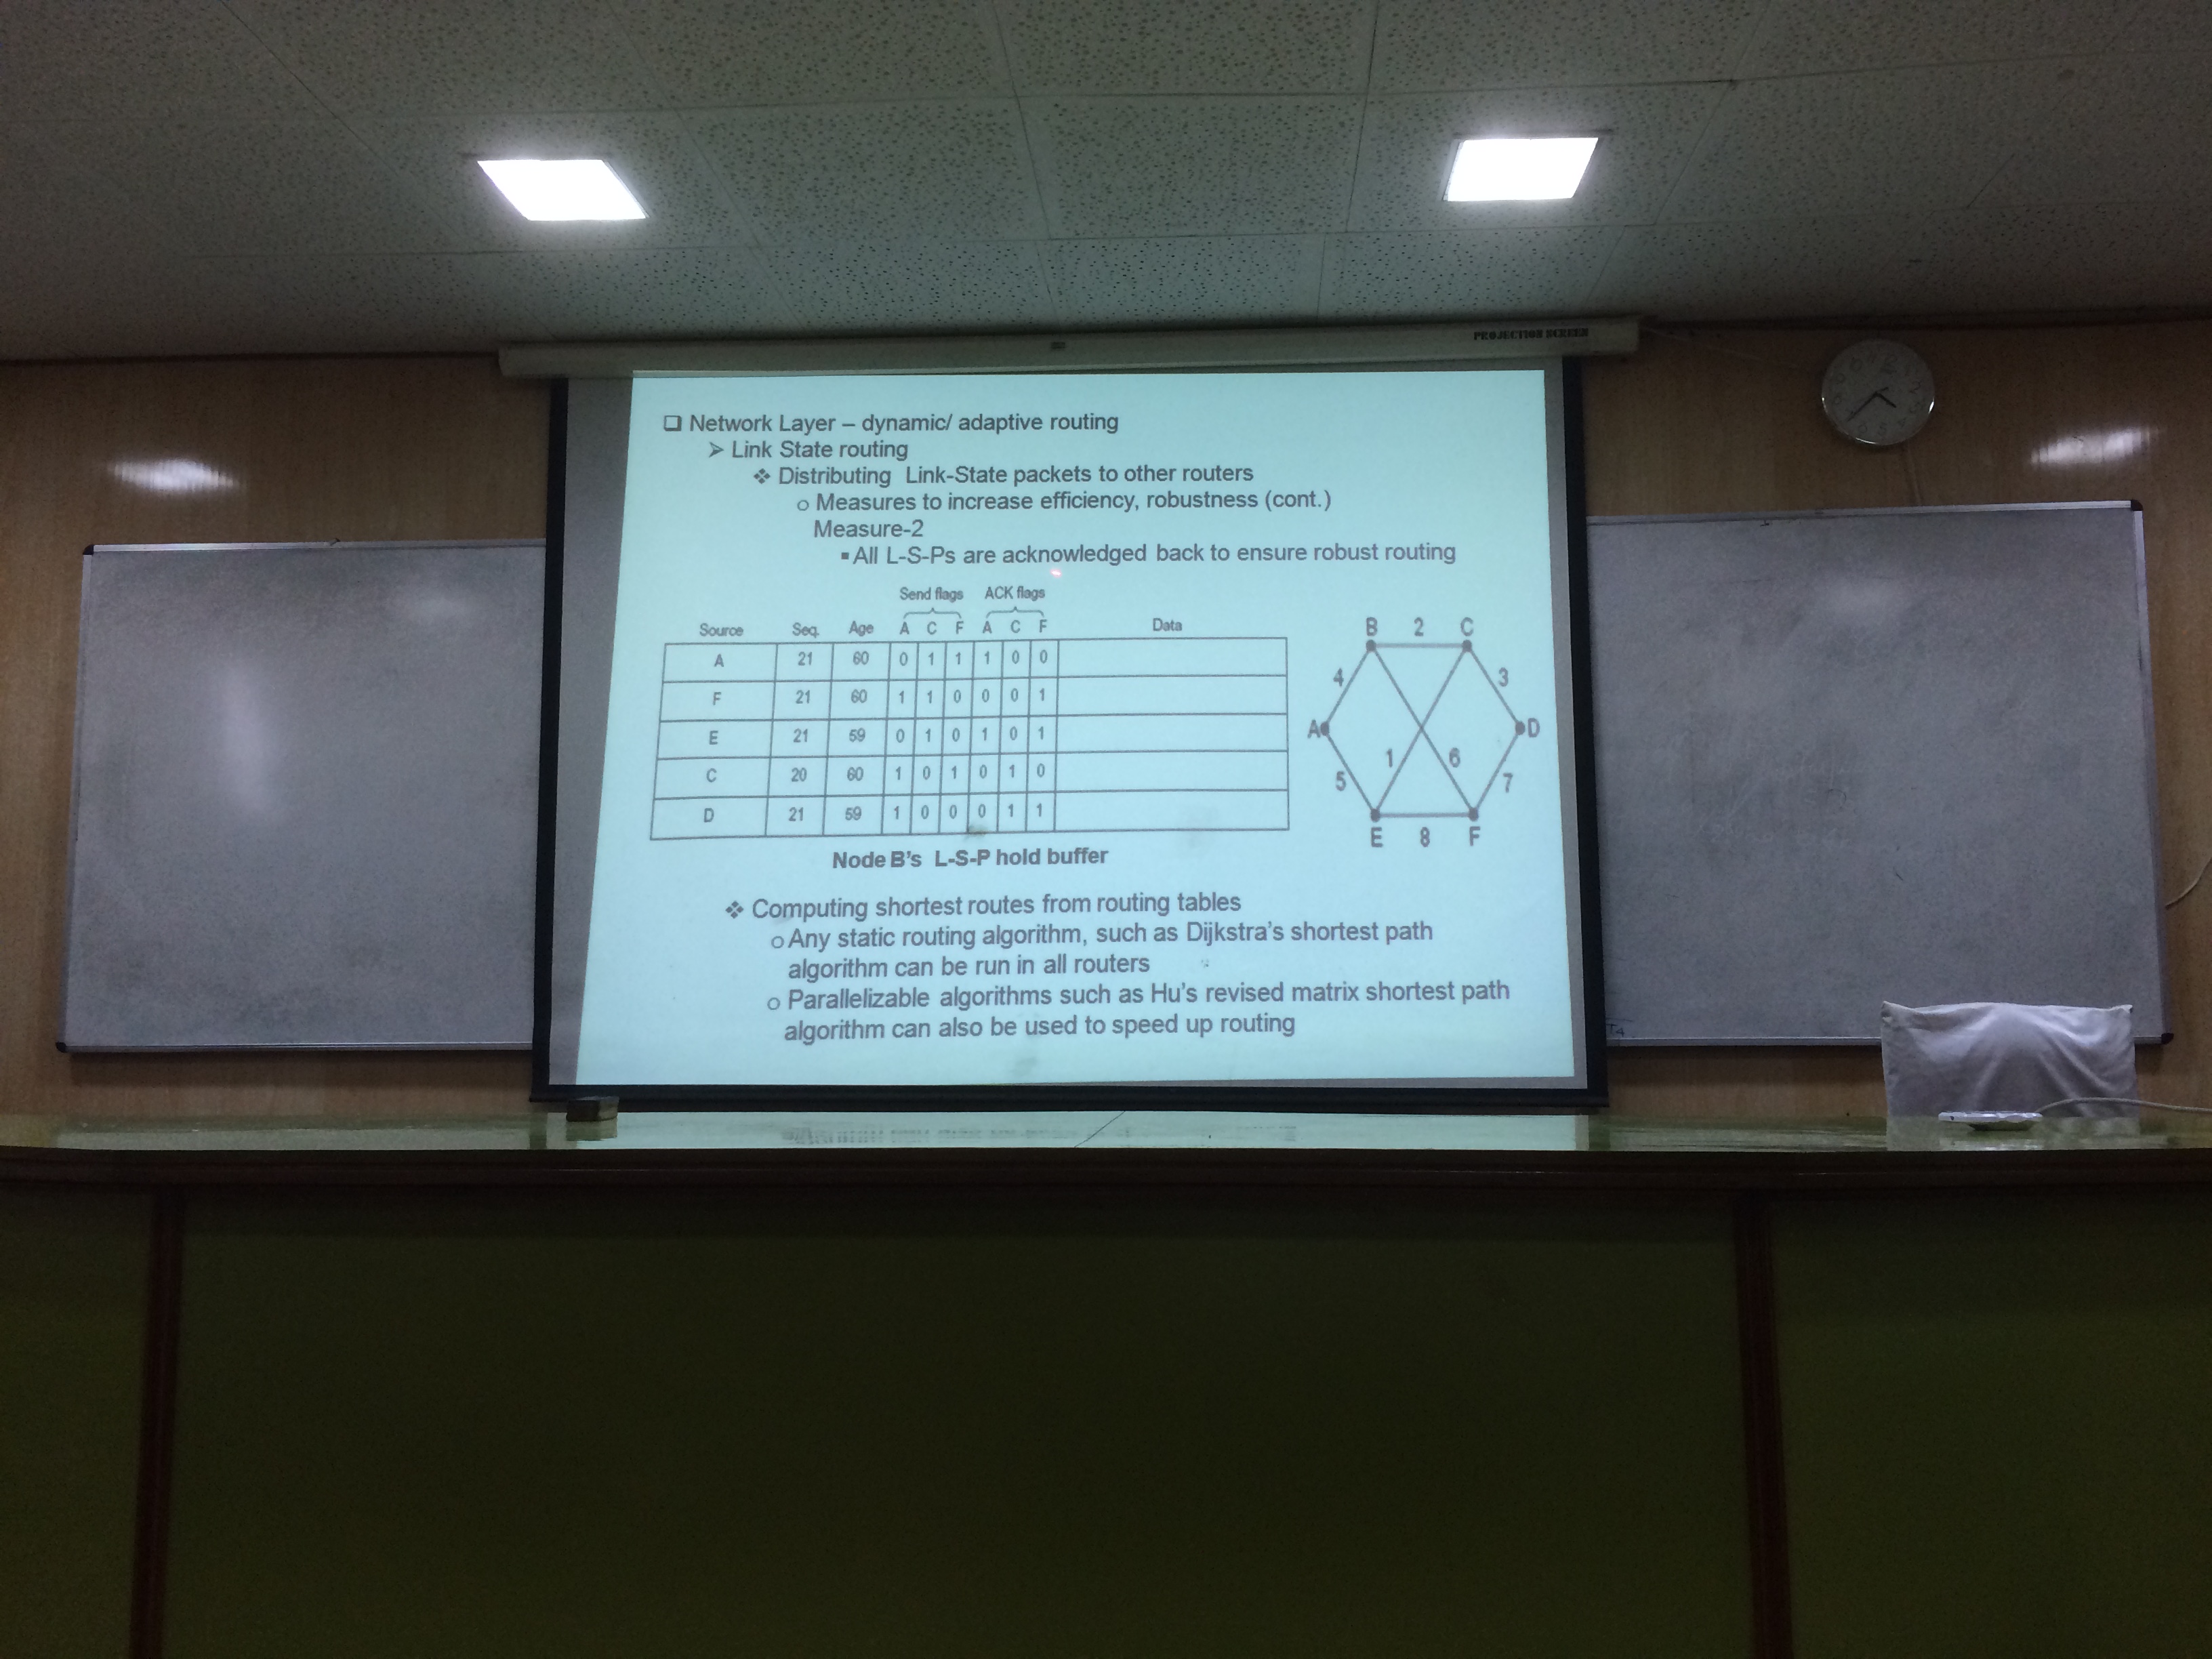 PROJECTION SCREEN
Network Layer – dynamic/ adaptive routing
Link State routing
Distributing Link-State packets to other routers
Measures to increase efficiency, robustness (cont.)
Measure-2
All L-S-Ps are acknowledged back to ensure robust routing
Send flags ACK flags
Source Seq. Age A C F A C F Data
A 21 60 0 1 1 1 0 0
F 21 60 1 1 0 0 0 1
E 21 59 0 1 0 1 0 1
C 20 60 1 0 1 0 1 0
D 21 59 1 0 0 0 1 1
Node B's L-S-P hold buffer
B 2 C
4 3
A D
1 6
5 7
E 8 F
Computing shortest routes from routing tables
Any static routing algorithm, such as Dijkstra's shortest path
algorithm can be run in all routers
Parallelizable algorithms such as Hu's revised matrix shortest path
algorithm can also be used to speed up routing